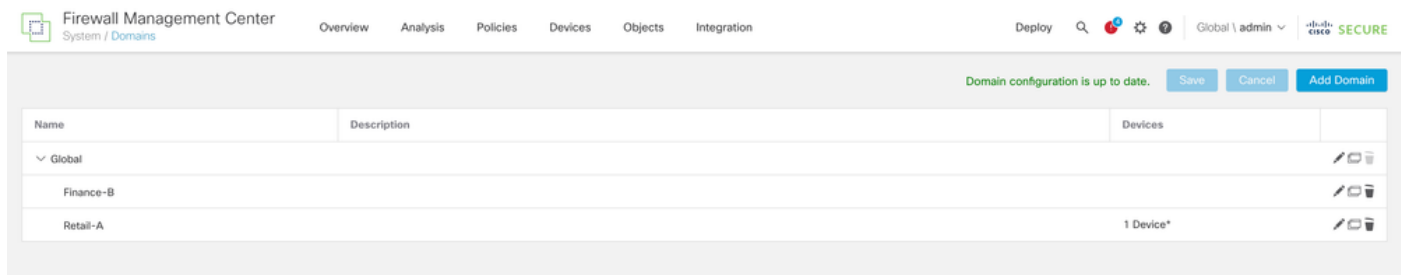 Firewall Management Center
System / Domains
Overview
Analysis
Policies
Devices
Objects
Integration
Deploy
4
Global \ admin
cisco SECURE
Domain configuration is up to date.
Save
Cancel
Add Domain
Name
Description
Devices
Global
Finance-B
Retail-A
1 Device*